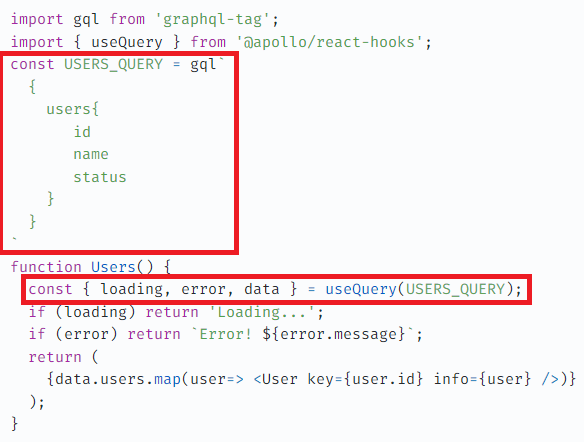 import gql from 'graphql-tag';
import { useQuery } from '@apollo/react-hooks';
const USERS_QUERY = gql`
  {
    users{
       id
       name
       status
    }
  }
`
function Users() {
  const { loading, error, data } = useQuery(USERS_QUERY);
  if (loading) return 'Loading...';
  if (error) return `Error! ${error.message}`;
  return (
    {data.users.map(user=> <User key={user.id} info={user} />)}
  );
}